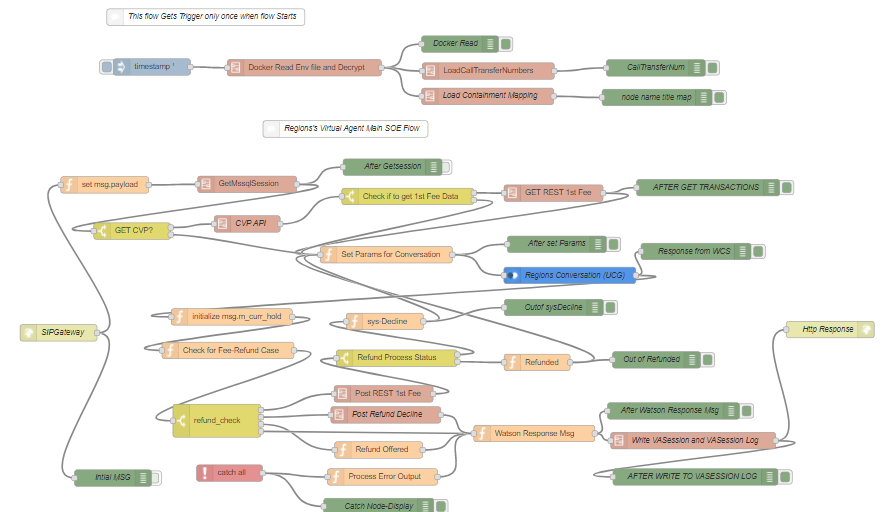 This flow Gets Trigger only once when flow Starts
Docker Read
timestamp ¹
Docker Read Env file and Decrypt
LoadCallTransferNumbers
CallTransferNum
Load Containment Mapping
node name title map
Regions's Virtual Agent Main SOE Flow
After Getsession
set msg.payload
GetMssqlSession
Check if to get 1st Fee Data
GET REST 1st Fee
AFTER GET TRANSACTIONS
GET CVP?
CVP API
Set Params for Conversation
After set Params
Response from WCS
Regions Conversation (UCG)
Outof sysDecline
initialize msg.m_curr_hold
sys-Decline
SIPGateway
Http Response
Check for Fee-Refund Case
Refund Process Status
Refunded
Out of Refunded
Post REST 1st Fee
refund_check
Post Refund Decline
After Watson Response Msg
Watson Response Msg
Write VASession and VASession Log
Refund Offered
Intial MSG
catch all
Process Error Output
AFTER WRITE TO VASESSION LOG
Catch Node-Display